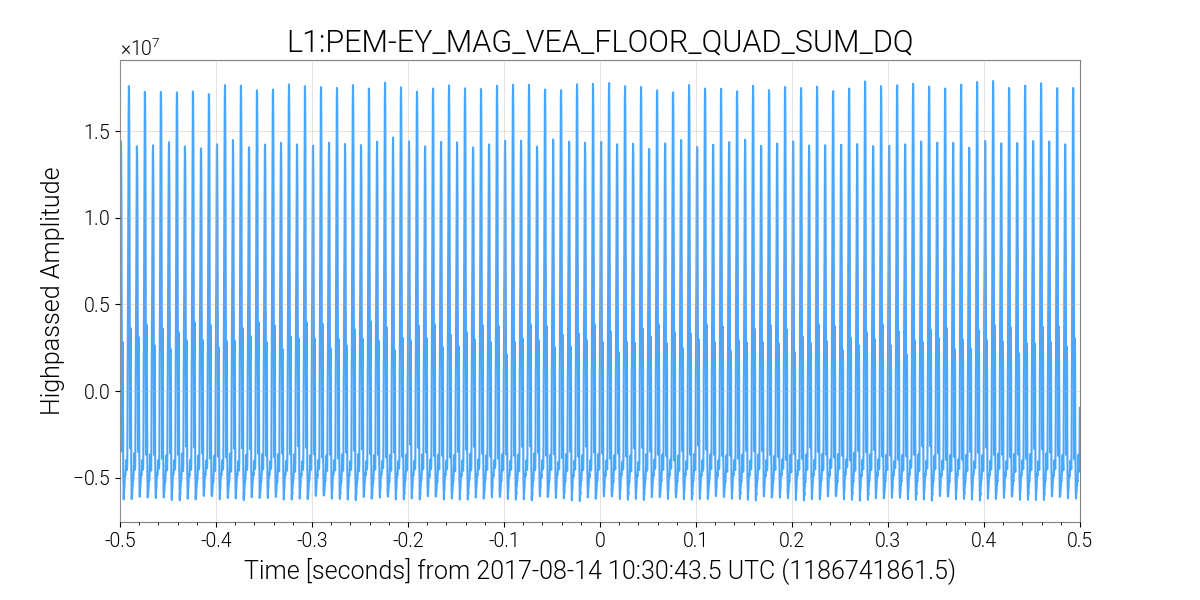 L1:PEM-EY_MAG_VEA_FLOOR_QUAD_SUM_DQ
×10⁷
1.5
1.0
0.5
0.0
−0.5
Highpassed Amplitude
-0.5 -0.4 -0.3 -0.2 -0.1 0 0.1 0.2 0.3 0.4 0.5
Time [seconds] from 2017-08-14 10:30:43.5 UTC (1186741861.5)